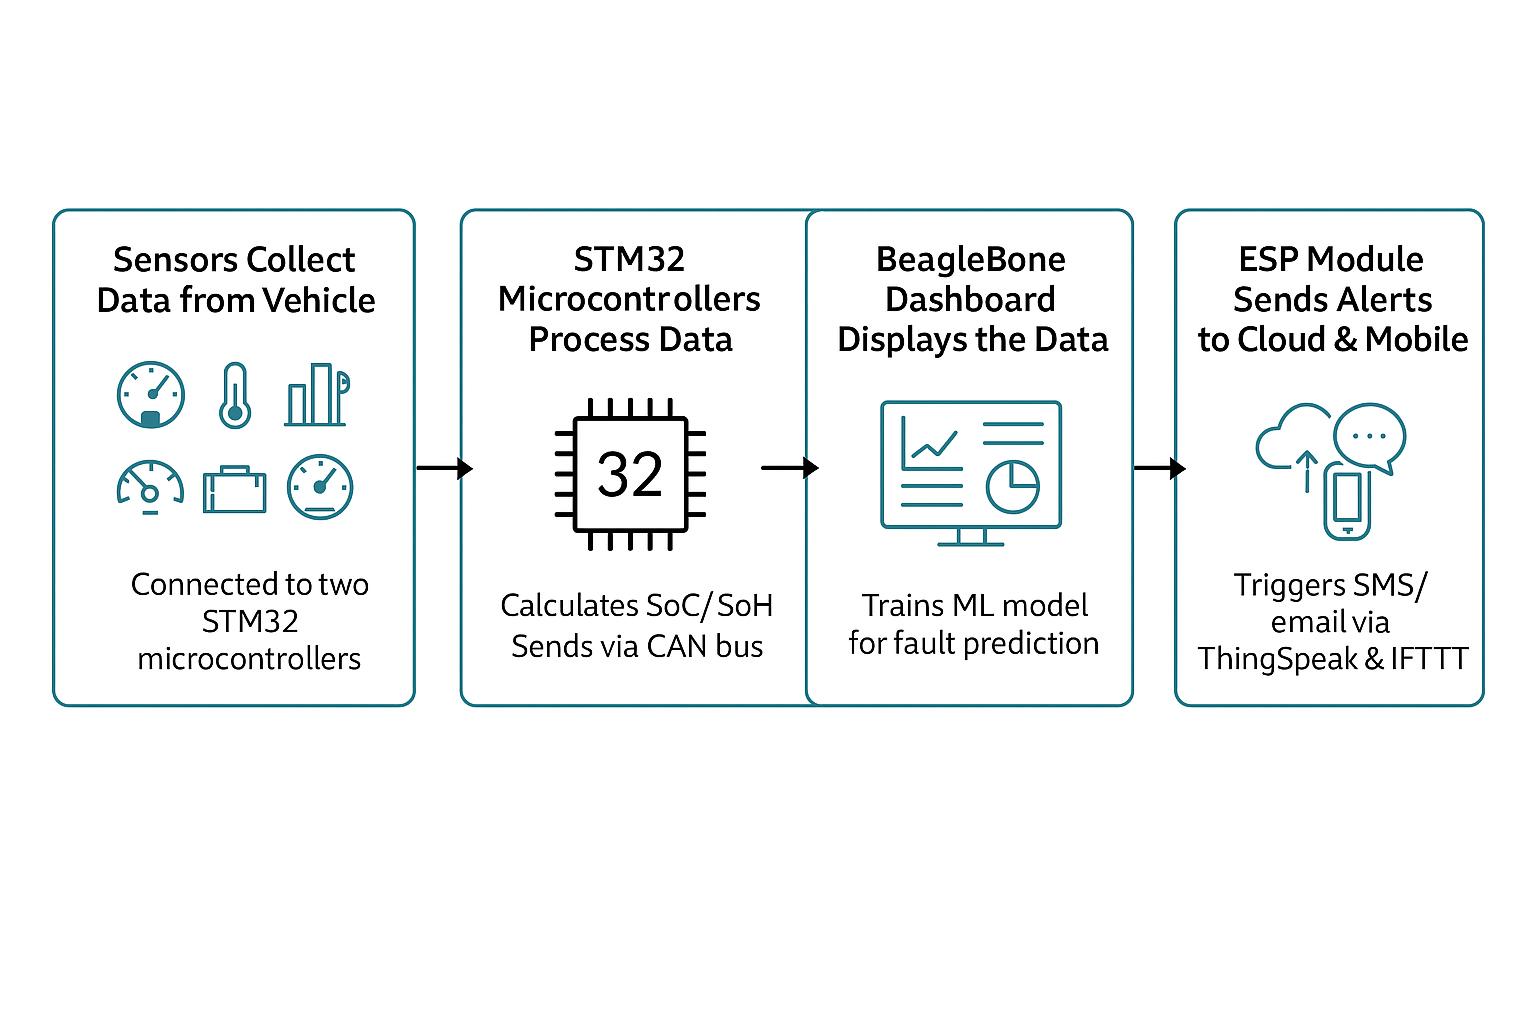 Sensors Collect
Data from Vehicle
Connected to two
STM32
microcontrollers
STM32
Microcontrollers
Process Data
32
Calculates SoC/SoH
Sends via CAN bus
BeagleBone
Dashboard
Displays the Data
Trains ML model
for fault prediction
ESP Module
Sends Alerts
to Cloud & Mobile
Triggers SMS/
email via
ThingSpeak & IFTTT